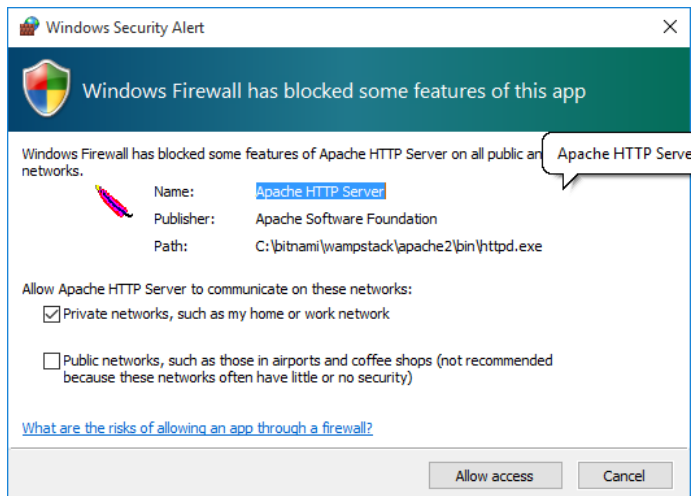 Windows Security Alert
Windows Firewall has blocked some features of this app
Windows Firewall has blocked some features of Apache HTTP Server on all public an
networks.
Apache HTTP Serve
Name: Apache HTTP Server
Publisher: Apache Software Foundation
Path: C:\bitnami\wampstack\apache2\bin\httpd.exe
Allow Apache HTTP Server to communicate on these networks:
Private networks, such as my home or work network
Public networks, such as those in airports and coffee shops (not recommended
because these networks often have little or no security)
What are the risks of allowing an app through a firewall?
Allow access Cancel